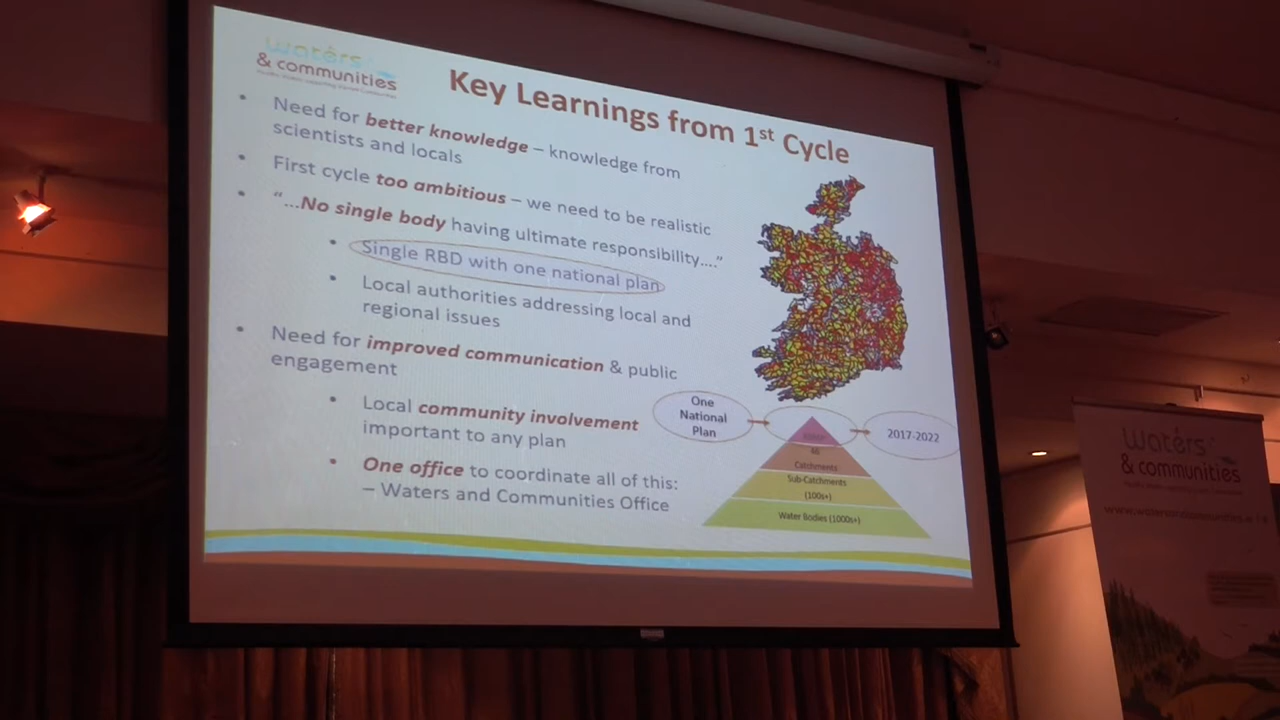 waters
& communities
Key Learnings from 1st Cycle
• Need for better knowledge – knowledge from
scientists and locals
• First cycle too ambitious – we need to be realistic
• "...No single body having ultimate responsibility...."
• Single RBD with one national plan
• Local authorities addressing local and
regional issues
• Need for improved communication & public
engagement
• Local community involvement
important to any plan
• One office to coordinate all of this:
– Waters and Communities Office
One
National
Plan
2017-2022
Catchments
Sub-Catchments
(100s+)
Water Bodies (1000s+)
waters
& communities